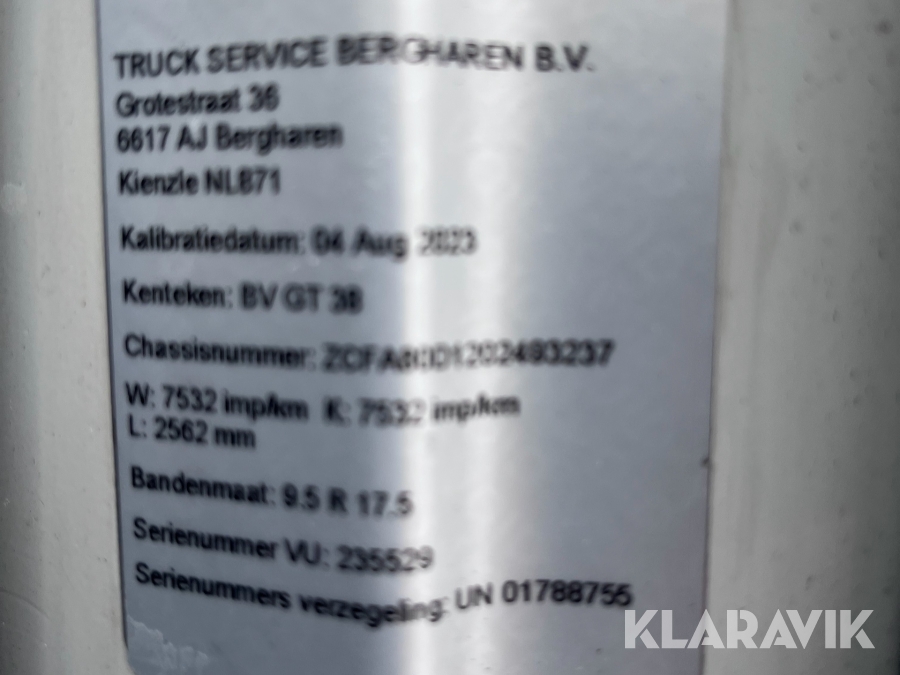 TRUCK SERVICE BERGHAREN B.V.
Grotestraat 36
6617 AJ Bergharen
Kienzle NL871
Kalibratiedatum: 04 Aug 2023
Kenteken: BV GT 38
Chassisnummer:
W: 7532 imp/km K: 7532 imp/km
L: 2562 mm
Bandenmaat: 9.5 R 17.5
Serienummer VU: 235529
Serienummers verzegeling: UN 01788755
KLARAVIK